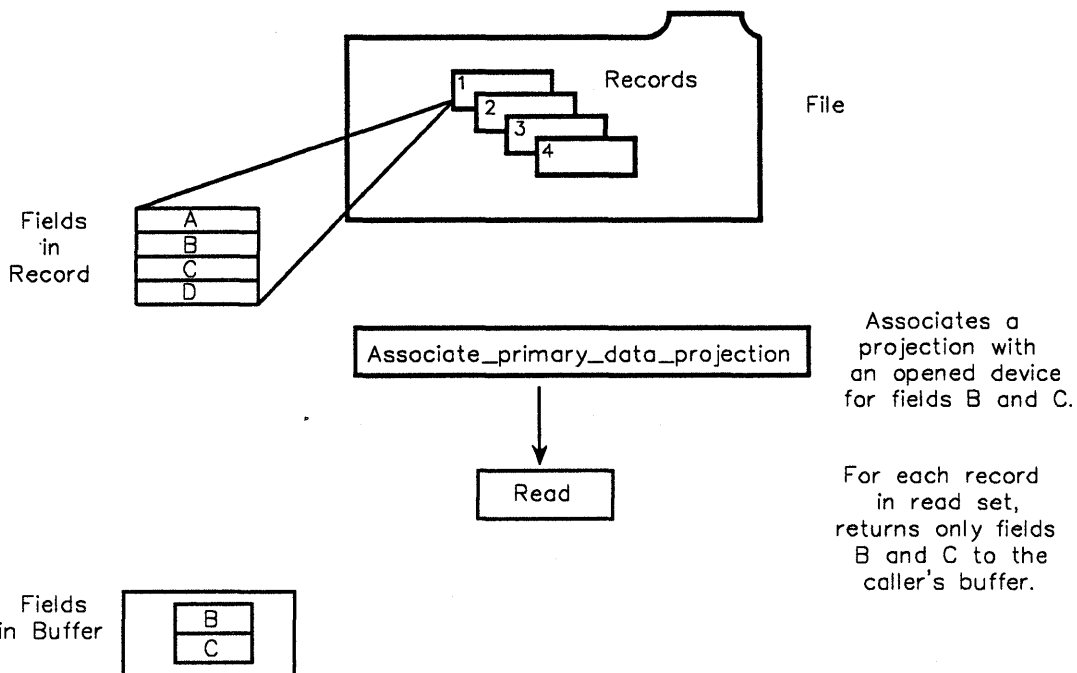 Records
File
1
2
3
4
Fields
in
Record
A
B
C
D
Associate_primary_data_projection
Associates a
projection with
an opened device
for fields B and C.
Read
For each record
in read set,
returns only fields
B and C to the
caller's buffer.
Fields
in Buffer
B
C